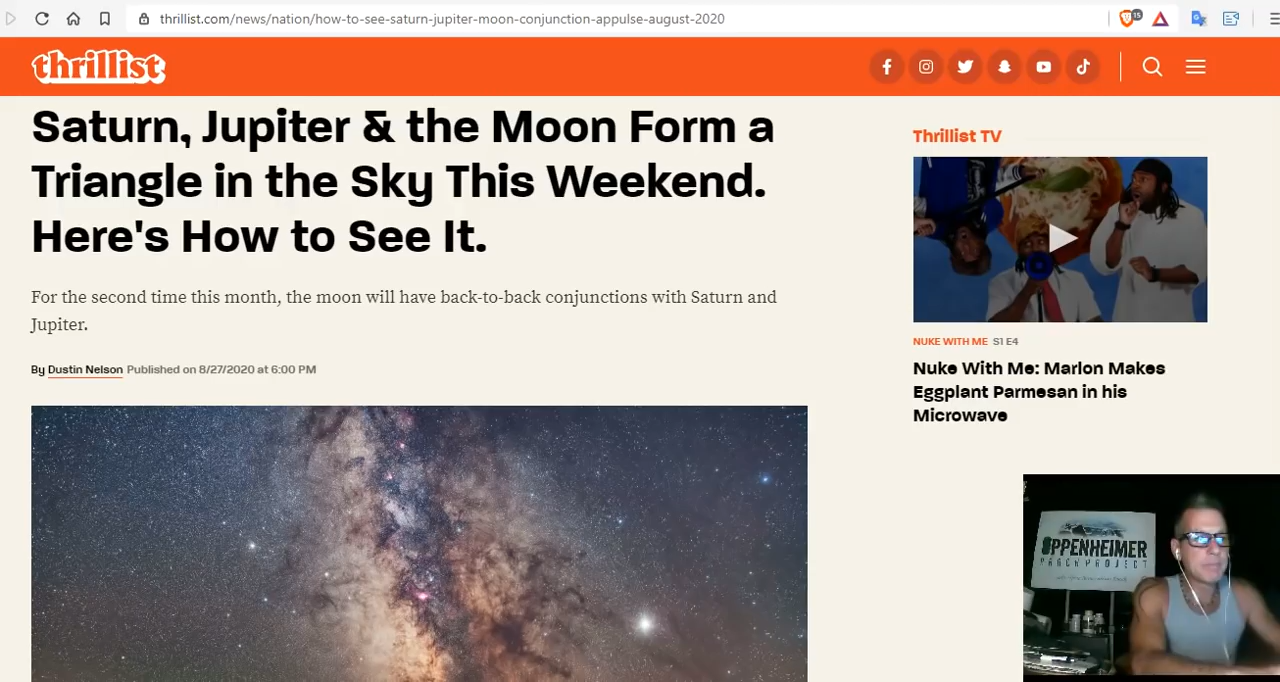 thrillist.com/news/nation/how-to-see-saturn-jupiter-moon-conjunction-appulse-august-2020
15
thrillist
Saturn, Jupiter & the Moon Form a
Triangle in the Sky This Weekend.
Here's How to See It.
For the second time this month, the moon will have back-to-back conjunctions with Saturn and
Jupiter.
By Dustin Nelson Published on 8/27/2020 at 6:00 PM
Thrillist TV
NUKE WITH ME S1 E4
Nuke With Me: Marlon Makes
Eggplant Parmesan in his
Microwave
OPPENHEIMER
RANCH PROJECT